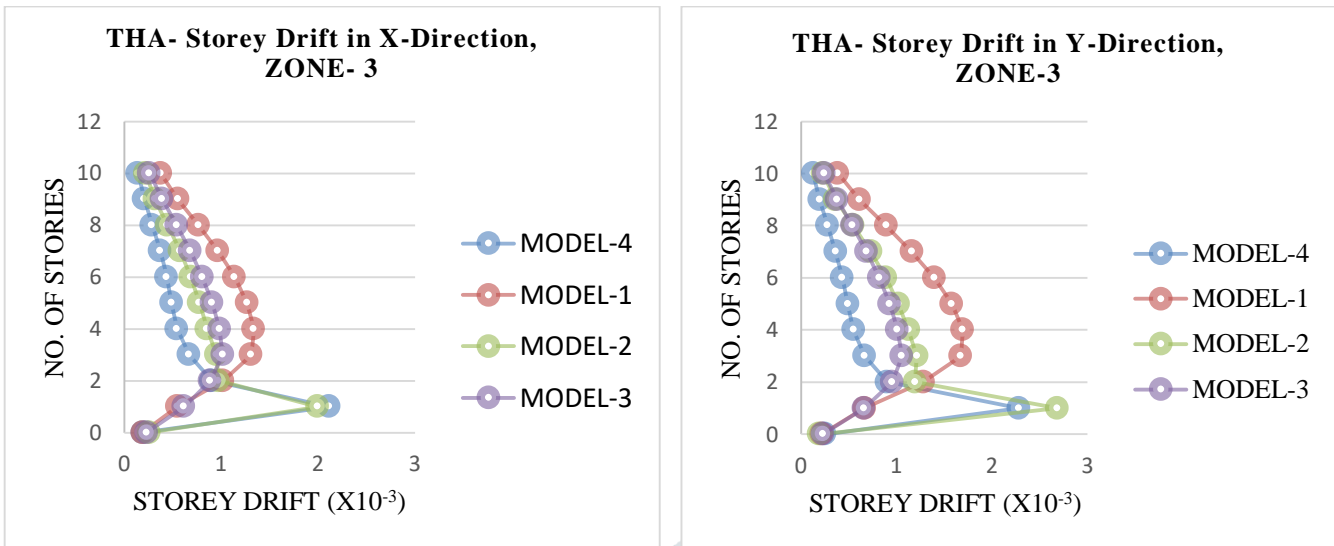 THA- Storey Drift in X-Direction,
ZONE- 3
12
10
8
6
4
2
0
0 1 2 3
NO. OF STORIES
STOREY DRIFT (X10-3)
MODEL-4
MODEL-1
MODEL-2
MODEL-3
THA- Storey Drift in Y-Direction,
ZONE-3
12
10
8
6
4
2
0
0 1 2 3
NO. OF STORIES
STOREY DRIFT (X10-3)
MODEL-4
MODEL-1
MODEL-2
MODEL-3